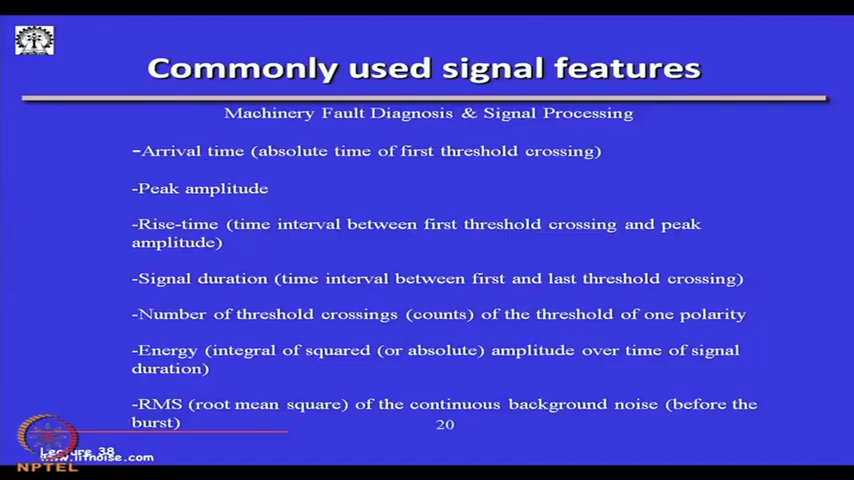 Commonly used signal features
Machinery Fault Diagnosis & Signal Processing
-Arrival time (absolute time of first threshold crossing)
-Peak amplitude
-Rise-time (time interval between first threshold crossing and peak
amplitude)
-Signal duration (time interval between first and last threshold crossing)
-Number of threshold crossings (counts) of the threshold of one polarity
-Energy (integral of squared (or absolute) amplitude over time of signal
duration)
-RMS (root mean square) of the continuous background noise (before the
burst)
20
Lecture 38
www.iitnoise.com
NPTEL